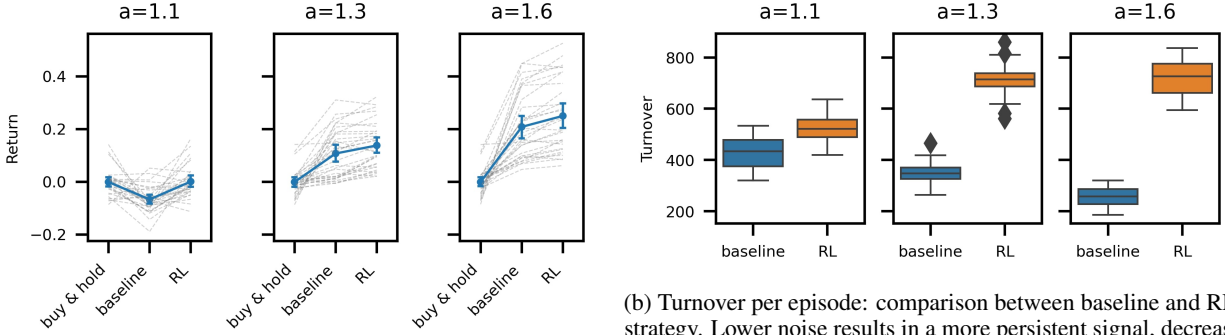 a=1.1
a=1.3
a=1.6
Return
0.4
0.2
0.0
−0.2
buy & hold
baseline
RL
buy & hold
baseline
RL
buy & hold
baseline
RL
a=1.1
a=1.3
a=1.6
Turnover
800
600
400
200
baseline
RL
baseline
RL
baseline
RL
(b) Turnover per episode: comparison between baseline and RL
strategy. Lower noise results in a more persistent signal,